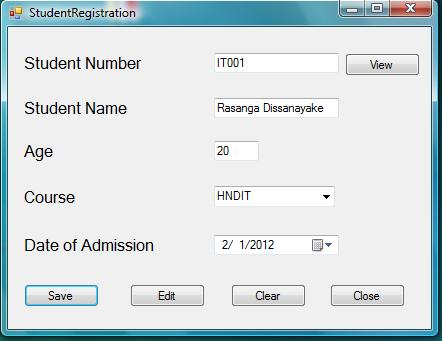 StudentRegistration
Student Number IT001 View
Student Name Rasanga Dissanayake
Age 20
Course HNDIT
Date of Admission 2/ 1/2012
Save Edit Clear Close